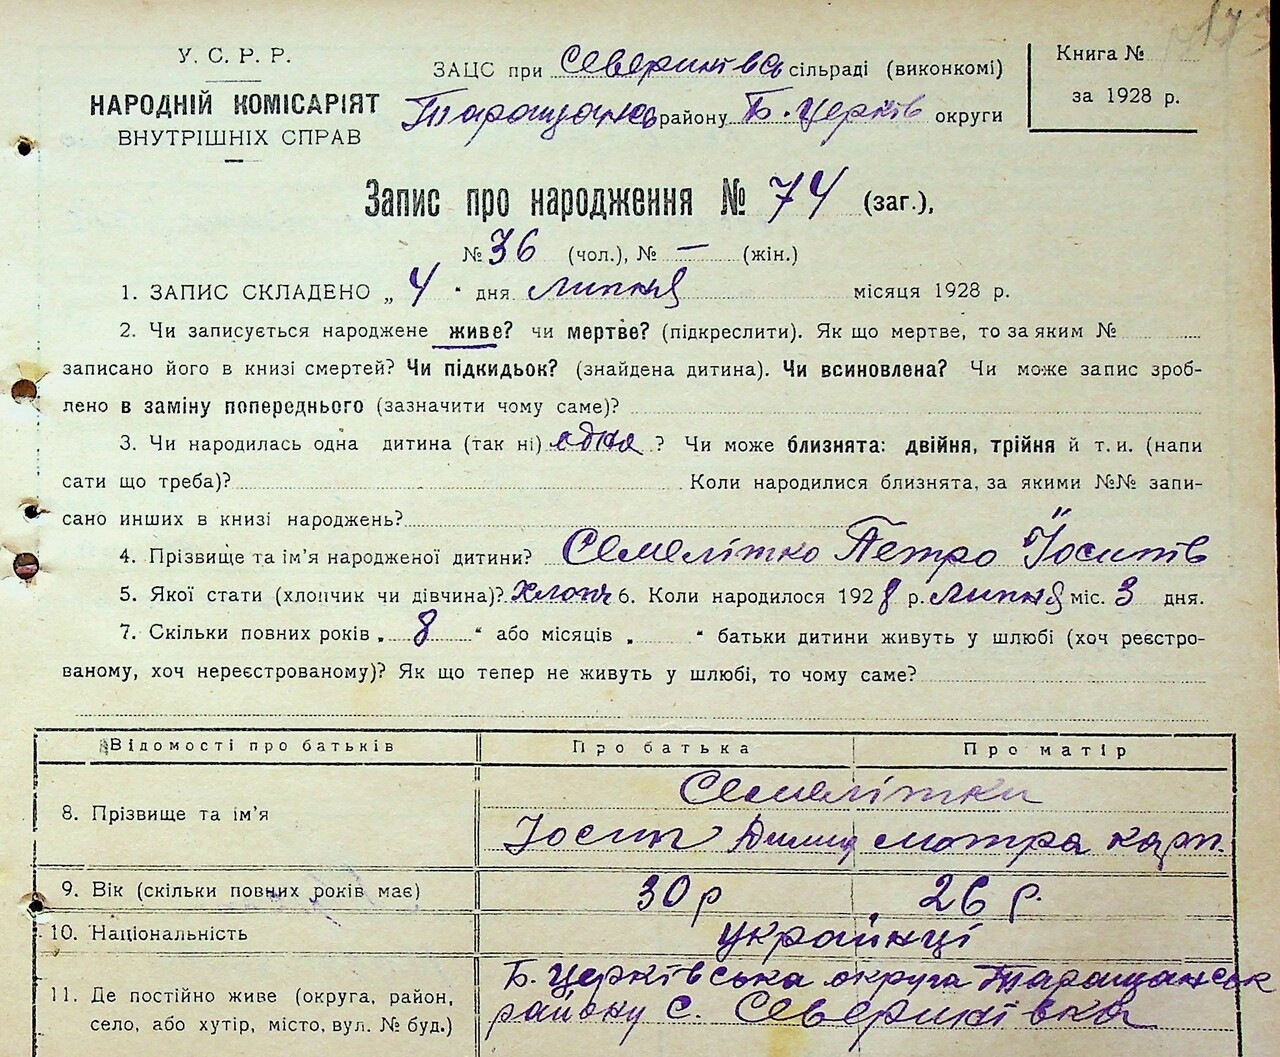 173
У. С. Р. Р.
НАРОДНІЙ КОМІСАРІЯТ
ВНУТРІШНІХ СПРАВ
ЗАЦС при Северинівсь сільраді (виконкомі)
Таращансь району Б. Церків округи
Книга №
за 1928 р.
Запис про народження № 74 (заг.),
№ 36 (чол.), № — (жін.)
1. ЗАПИС СКЛАДЕНО „ 4 " дня липня місяця 1928 р.
2. Чи записується народжене живе? чи мертве? (підкреслити). Як що мертве, то за яким №
записано його в книзі смертей? Чи підкидьок? (знайдена дитина). Чи всиновлена? Чи може запис зроб-
лено в заміну попереднього (зазначити чому саме)?
3. Чи народилась одна дитина (так ні) одна ? Чи може близнята: двійня, трійня й т. и. (напи
сати що треба)? Коли народилися близнята, за якими №№ запи-
сано инших в книзі народжень?
4. Прізвище та ім'я народженої дитини? Семелітко Петро Йосипів
5. Якої стати (хлопчик чи дівчина)? хлопч 6. Коли народилося 1928 р. липня міс. 3 дня.
7. Скільки повних років „ 8 " або місяців „ " батьки дитини живуть у шлюбі (хоч реєстро-
ваному, хоч нереєстрованому)? Як що тепер не живуть у шлюбі, то чому саме?
Відомості про батьків Про батька Про матір
8. Прізвище та ім'я Семелітки
Йосип Дими мотра карп.
9. Вік (скільки повних років має) 30 р 26 р.
10. Національність українці
11. Де постійно живе (округа, район,
село, або хутір, місто, вул. № буд.)
Б. Церківська округа Таращанськ
району с. Северинівка